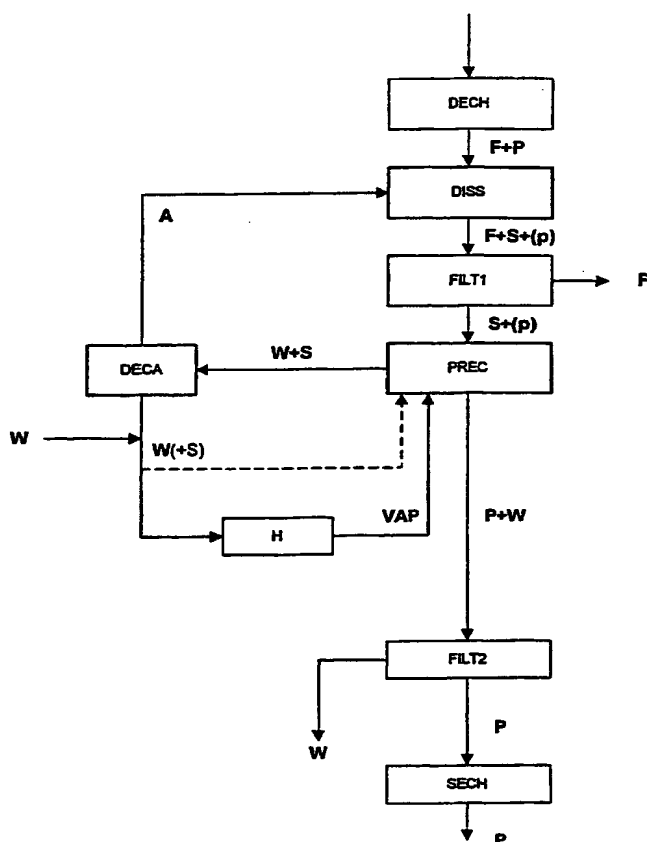 DECH
F+P
DISS
A
F+S+(p)
FILT1
F
S+(p)
W+S
DECA
PREC
W
W(+S)
VAP
P+W
H
FILT2
W
P
SECH
P